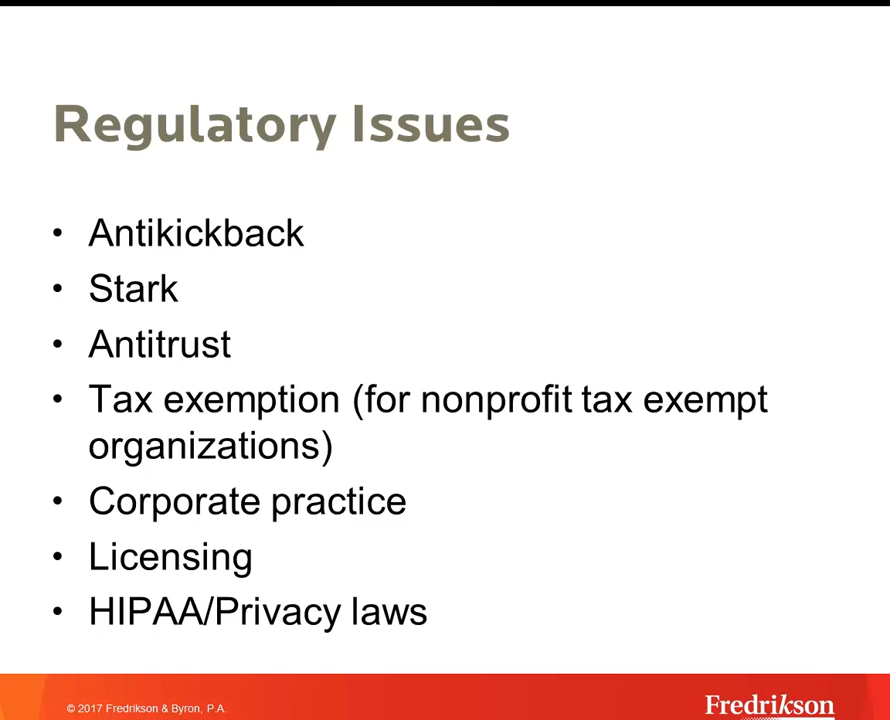 Regulatory Issues
• Antikickback
• Stark
• Antitrust
• Tax exemption (for nonprofit tax exempt
organizations)
• Corporate practice
• Licensing
• HIPAA/Privacy laws
© 2017 Fredrikson & Byron, P.A.
Fredrikson